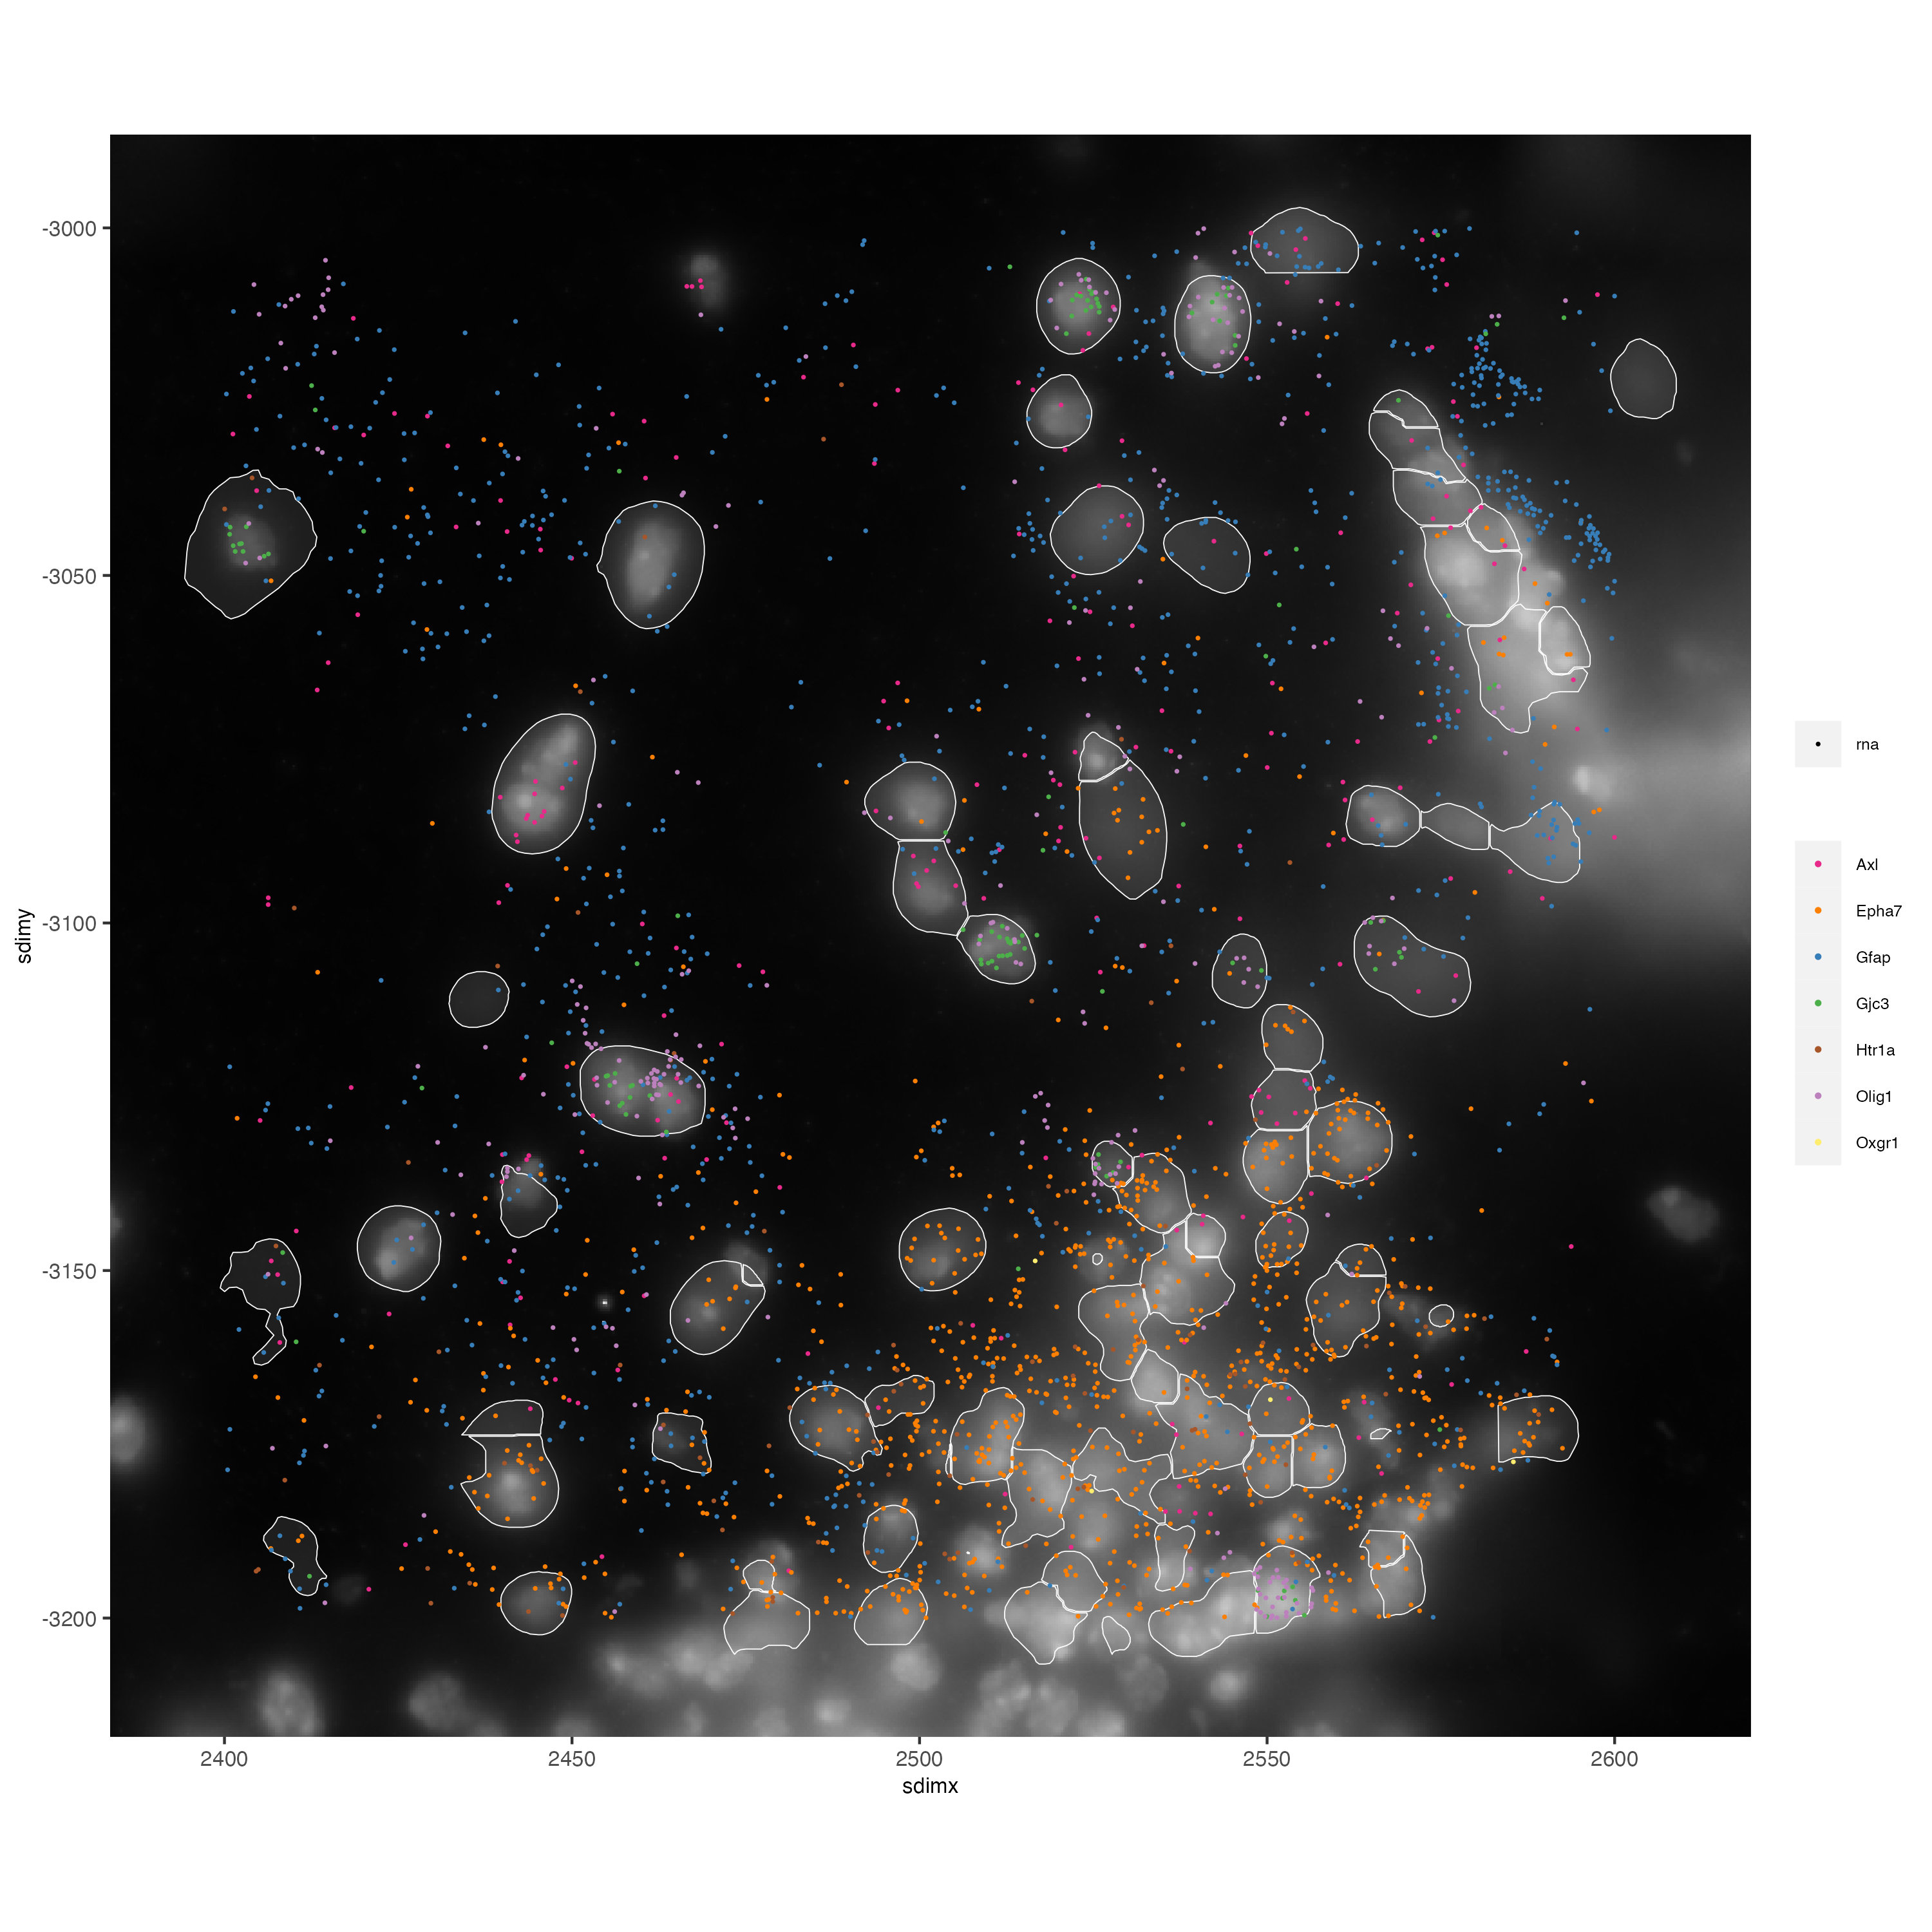 -3000
-3050
-3100
-3150
-3200
sdimy
2400
2450
2500
2550
2600
sdimx
rna
Axl
Epha7
Gfap
Gjc3
Htr1a
Olig1
Oxgr1